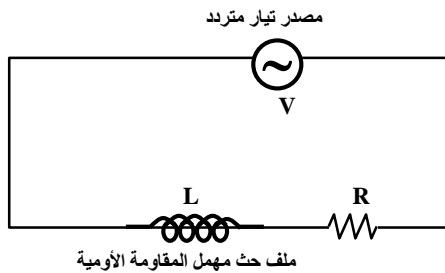 مصدر تيار متردد
V
L
R
ملف حث مهمل المقاومة الأومية